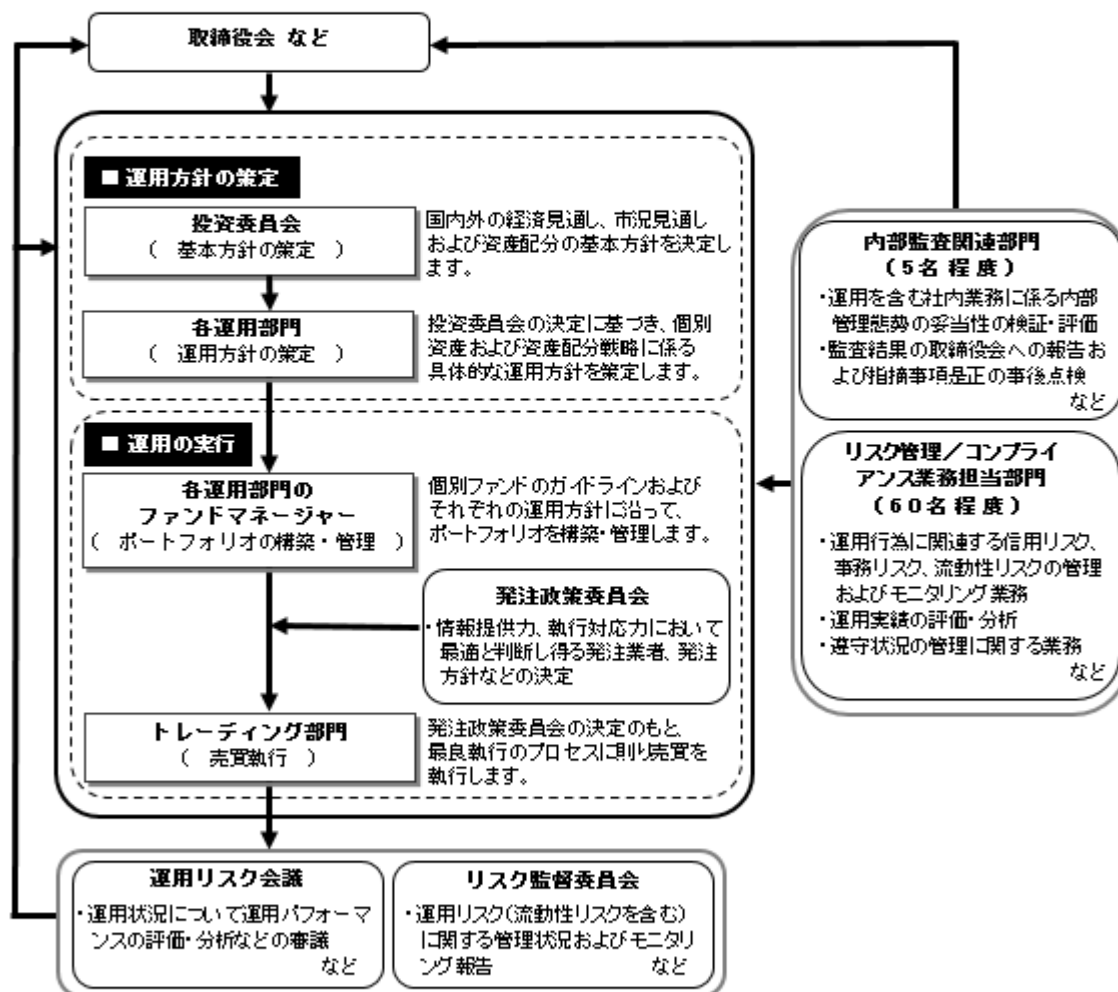 取締役会 など
■ 運用方針の策定
投資委員会
( 基本方針の策定 )
国内外の経済見通し、市況見通し
および資産配分の基本方針を決定し
ます。
各運用部門
( 運用方針の策定 )
投資委員会の決定に基づき、個別
資産および資産配分戦略に係る
具体的な運用方針を策定します。
■ 運用の実行
各運用部門の
ファンドマネージャー
( ポートフォリオの構築・管理 )
個別ファンドのガイドラインおよび
それぞれの運用方針に沿って、
ポートフォリオを構築・管理します。
発注政策委員会
・情報提供力、執行対応力において
最適と判断し得る発注業者、発注
方針などの決定
トレーディング部門
( 売買執行 )
発注政策委員会の決定のもと、
最良執行のプロセスに則り売買を
執行します。
内部監査関連部門
(5名程度)
・運用を含む社内業務に係る内部
管理態勢の妥当性の検証・評価
・監査結果の取締役会への報告お
よび指摘事項是正の事後点検
など
リスク管理/コンプライ
アンス業務担当部門
(60名程度)
・運用行為に関連する信用リスク、
事務リスク、流動性リスクの管理
およびモニタリング業務
・運用実績の評価・分析
・遵守状況の管理に関する業務
など
運用リスク会議
・運用状況について運用パフォーマ
ンスの評価・分析などの審議
など
リスク監督委員会
・運用リスク(流動性リスクを含む)
に関する管理状況およびモニタリ
ング報告 など